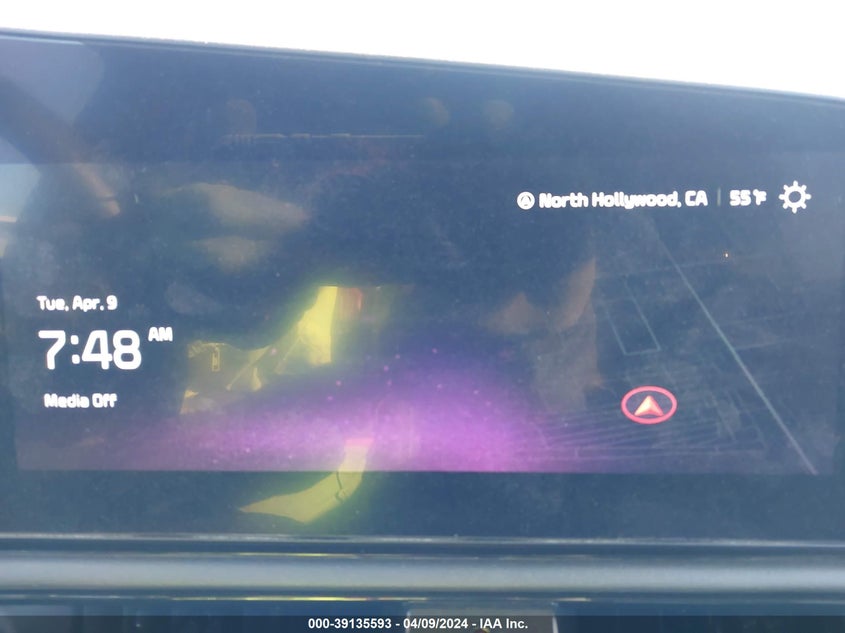 North Hollywood, CA | 55°F
Tue, Apr. 9
7:48 AM
Media Off
000-39135593 - 04/09/2024 - IAA Inc.